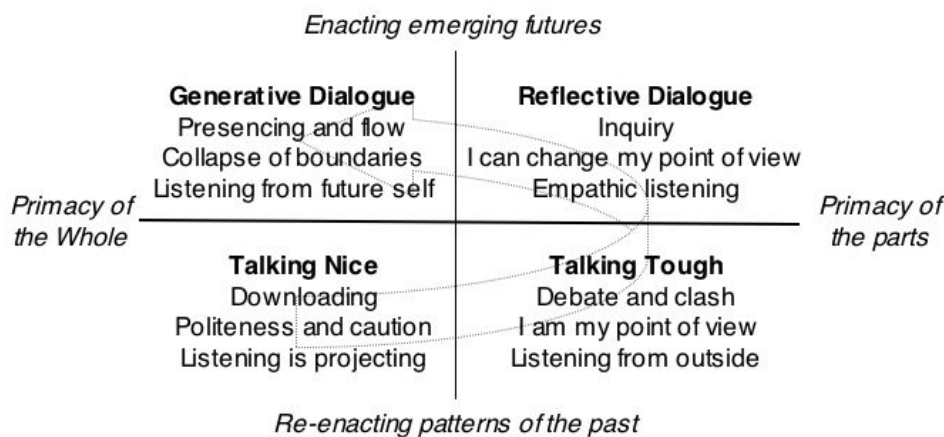 Enacting emerging futures
Generative Dialogue
Presencing and flow
Collapse of boundaries
Listening from future self
Reflective Dialogue
Inquiry
I can change my point of view
Empathic listening
Primacy of
the Whole
Primacy of
the parts
Talking Nice
Downloading
Politeness and caution
Listening is projecting
Talking Tough
Debate and clash
I am my point of view
Listening from outside
Re-enacting patterns of the past